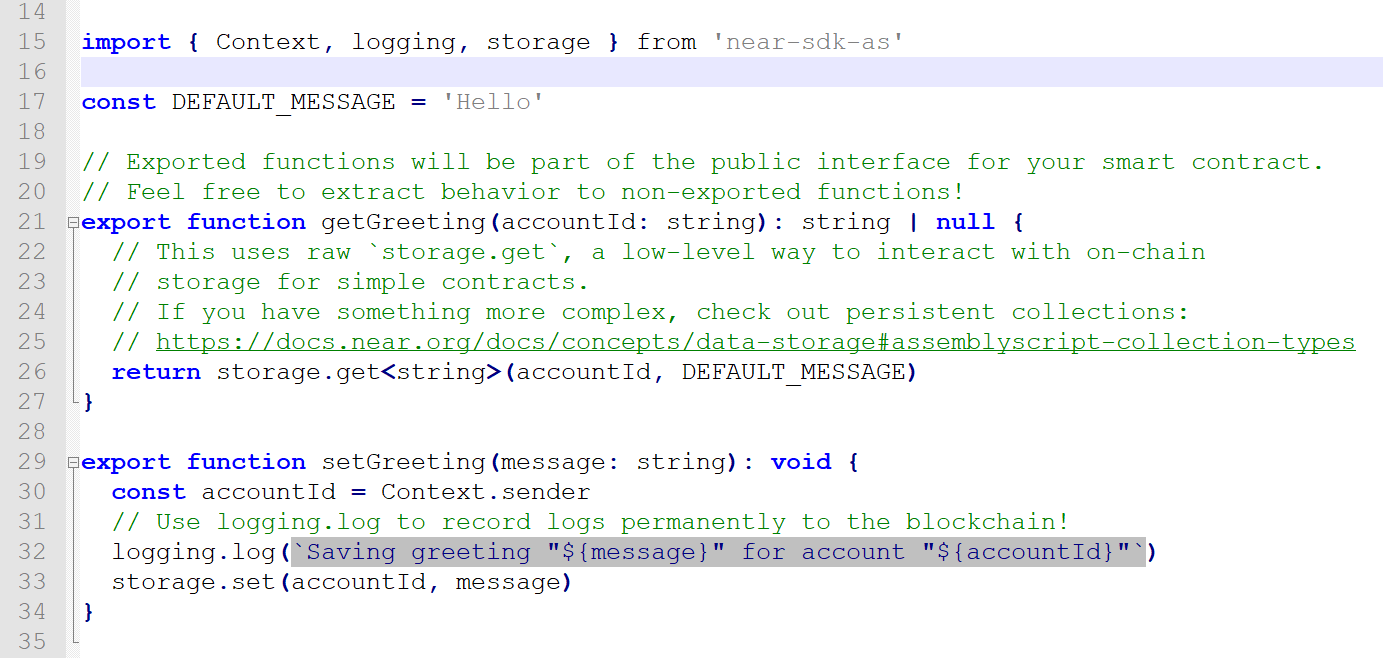 14
15 import { Context, logging, storage } from 'near-sdk-as'
16
17 const DEFAULT_MESSAGE = 'Hello'
18
19 // Exported functions will be part of the public interface for your smart contract.
20 // Feel free to extract behavior to non-exported functions!
21 export function getGreeting(accountId: string): string | null {
22   // This uses raw `storage.get`, a low-level way to interact with on-chain
23   // storage for simple contracts.
24   // If you have something more complex, check out persistent collections:
25   // https://docs.near.org/docs/concepts/data-storage#assemblyscript-collection-types
26   return storage.get<string>(accountId, DEFAULT_MESSAGE)
27 }
28
29 export function setGreeting(message: string): void {
30   const accountId = Context.sender
31   // Use logging.log to record logs permanently to the blockchain!
32   logging.log(`Saving greeting "${message}" for account "${accountId}"`)
33   storage.set(accountId, message)
34 }
35